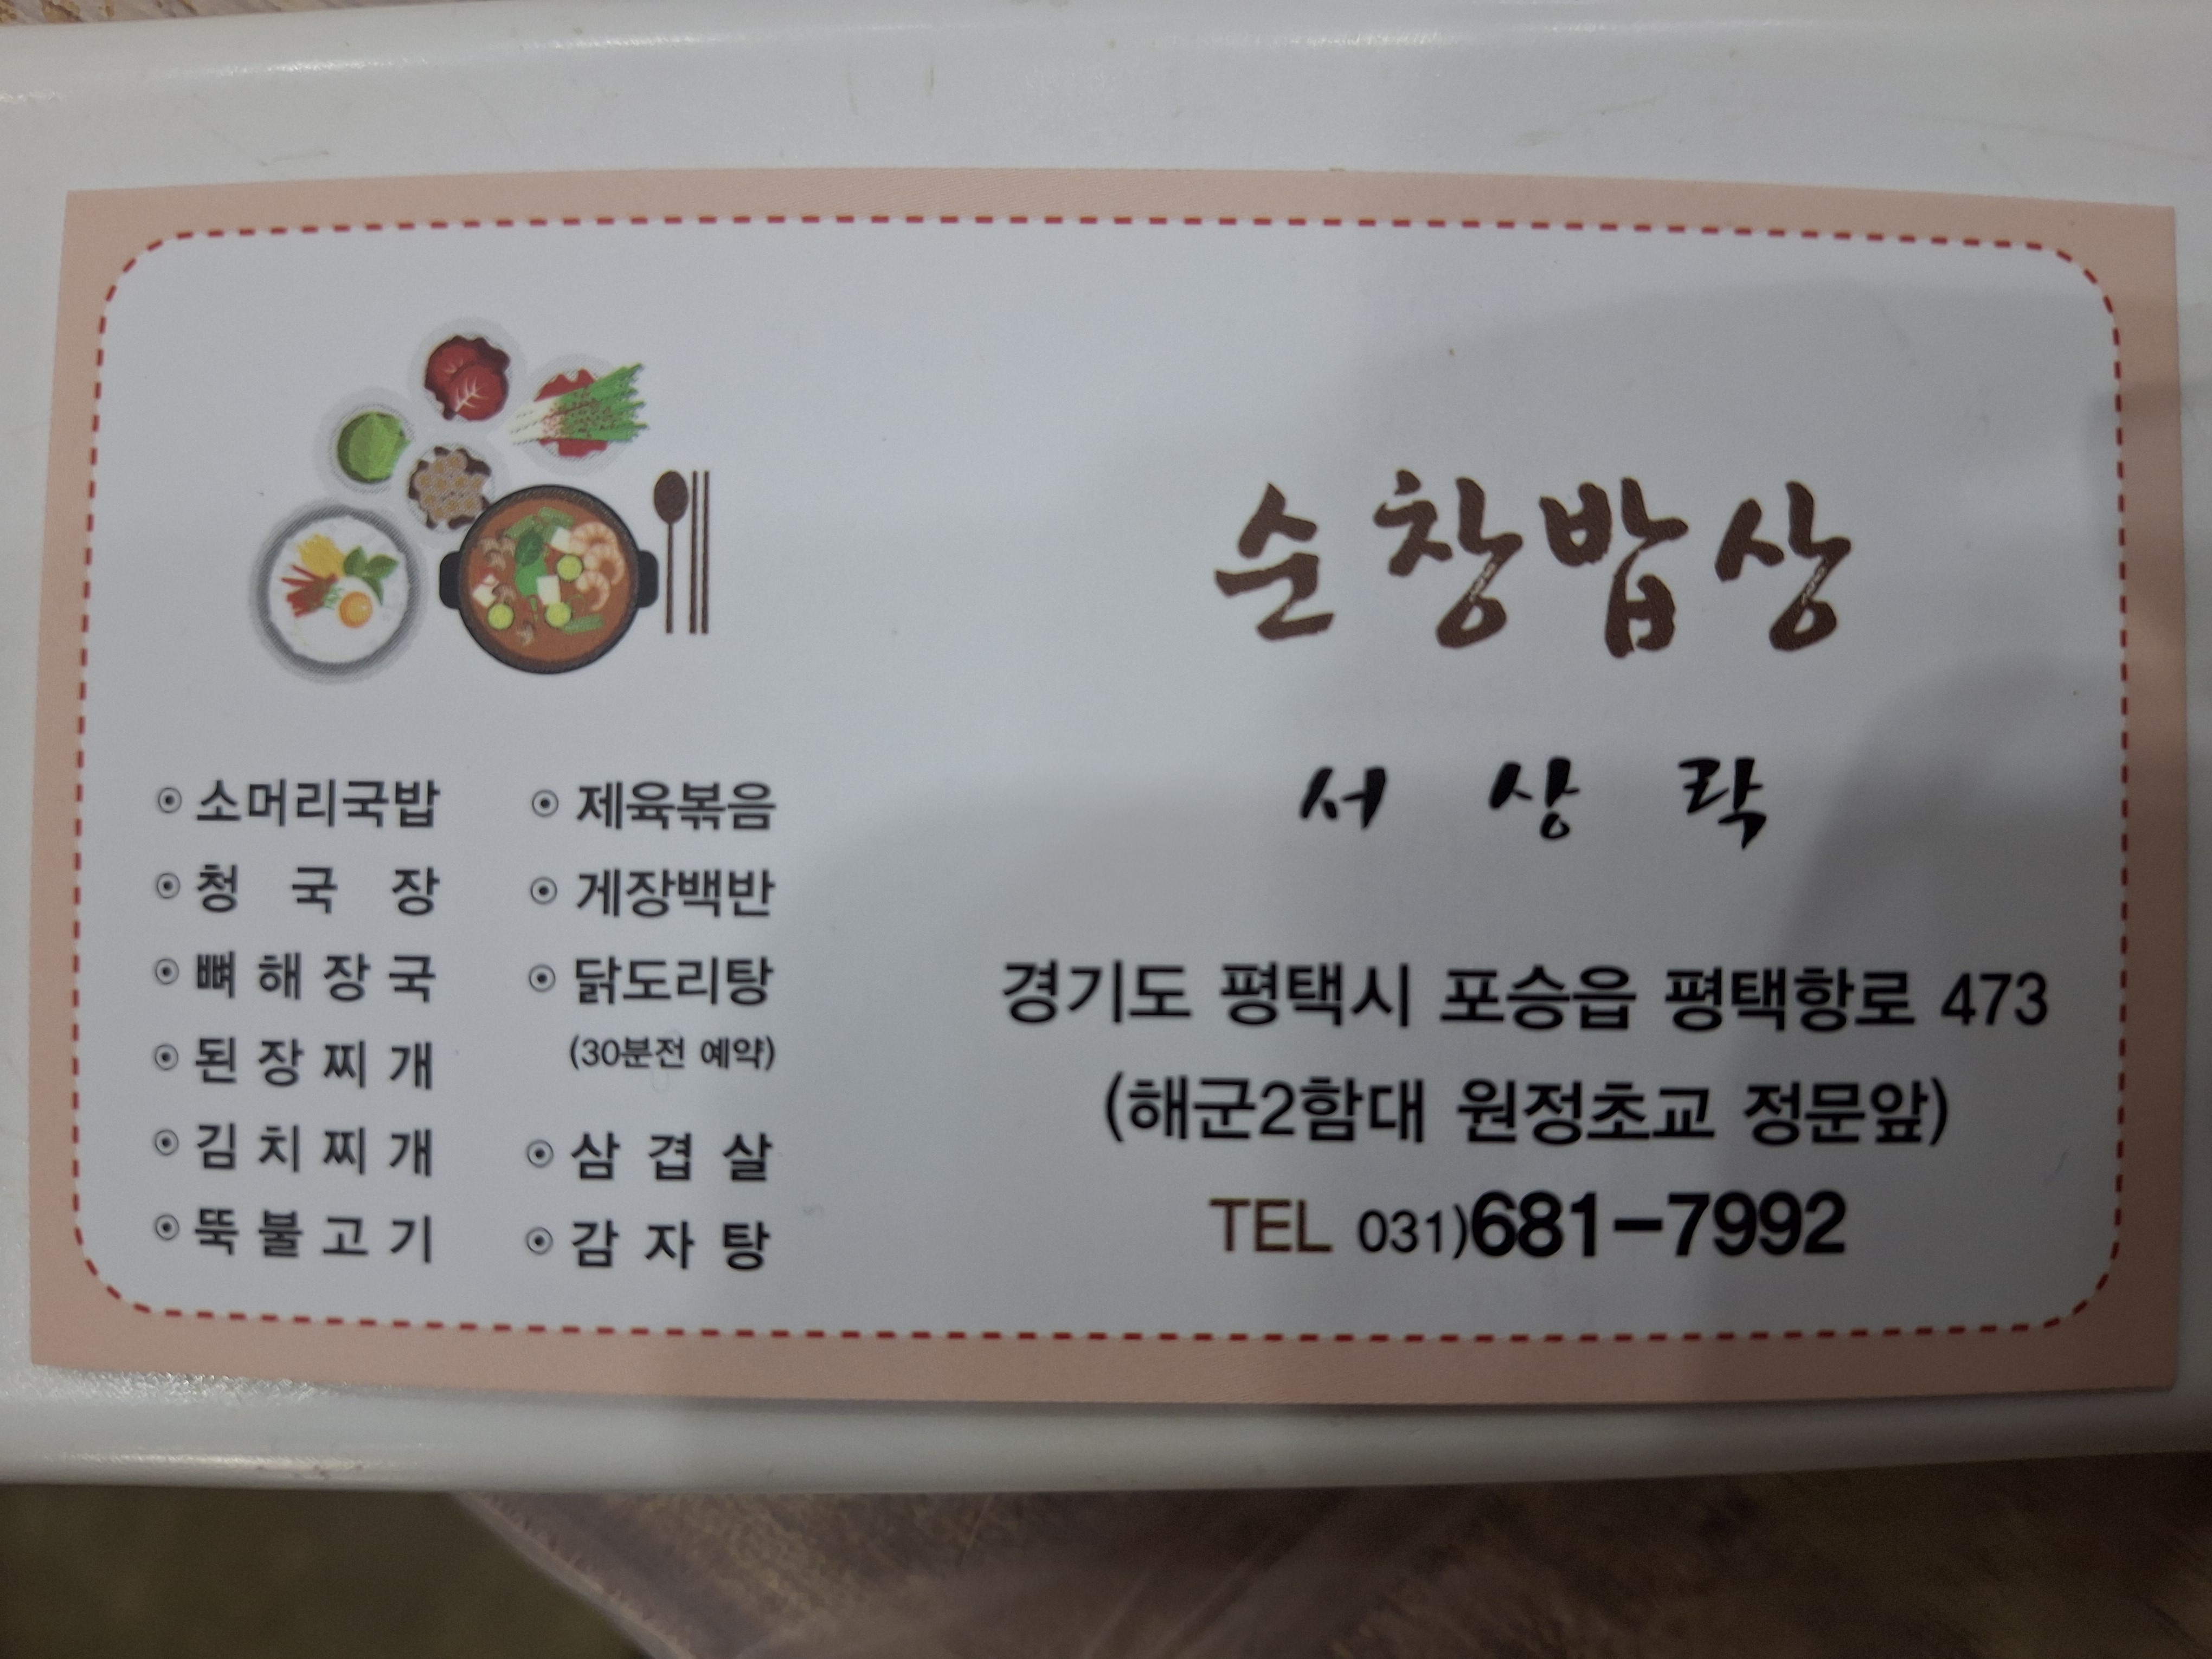 순창밥상
서 상 락
경기도 평택시 포승읍 평택항로 473
(해군2함대 원정초교 정문앞)
TEL 031)681-7992
⊙ 소머리국밥
⊙ 청 국 장
⊙ 뼈 해 장 국
⊙ 된 장 찌 개
⊙ 김 치 찌 개
⊙ 뚝 불 고 기
⊙ 제육볶음
⊙ 게장백반
⊙ 닭도리탕
(30분전 예약)
⊙ 삼 겹 살
⊙ 감 자 탕